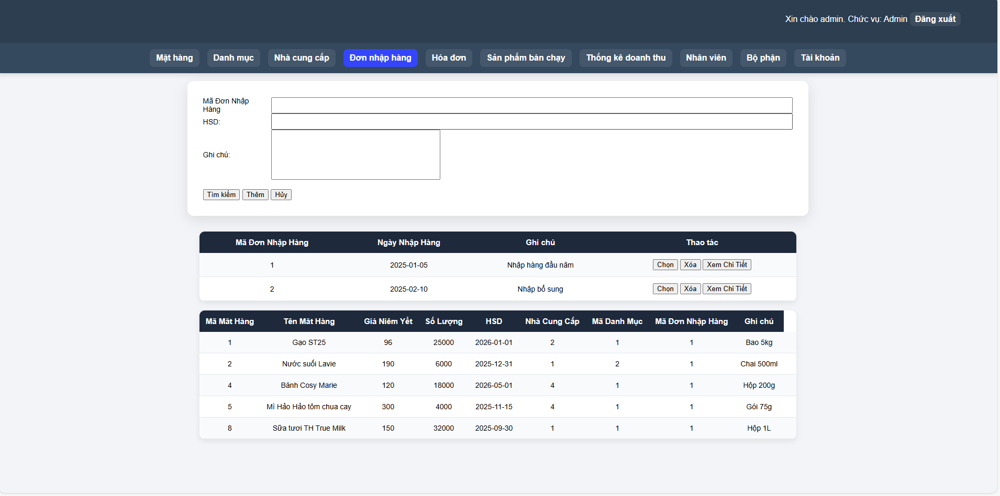 Xin chào admin. Chức vụ: Admin Đăng xuất
Mặt hàng Danh mục Nhà cung cấp Đơn nhập hàng Hóa đơn Sản phẩm bán chạy Thống kê doanh thu Nhân viên Bộ phận Tài khoản
Mã Đơn Nhập
Hàng
HSD:
Ghi chú:
Tìm kiếm Thêm Hủy
Mã Đơn Nhập Hàng Ngày Nhập Hàng Ghi chú Thao tác
1 2025-01-05 Nhập hàng đầu năm Chọn Xóa Xem Chi Tiết
2 2025-02-10 Nhập bổ sung Chọn Xóa Xem Chi Tiết
Mã Măt Hàng Tên Măt Hàng Giá Niêm Yết Số Lượng HSD Nhà Cung Cấp Mã Danh Mục Mã Đơn Nhập Hàng Ghi chú
1 Gạo ST25 96 25000 2026-01-01 2 1 1 Bao 5kg
2 Nước suối Lavie 190 6000 2025-12-31 1 2 1 Chai 500ml
4 Bánh Cosy Marie 120 18000 2026-05-01 4 1 1 Hộp 200g
5 Mì Hảo Hảo tôm chua cay 300 4000 2025-11-15 4 1 1 Gói 75g
8 Sữa tươi TH True Milk 150 32000 2025-09-30 1 1 1 Hộp 1L